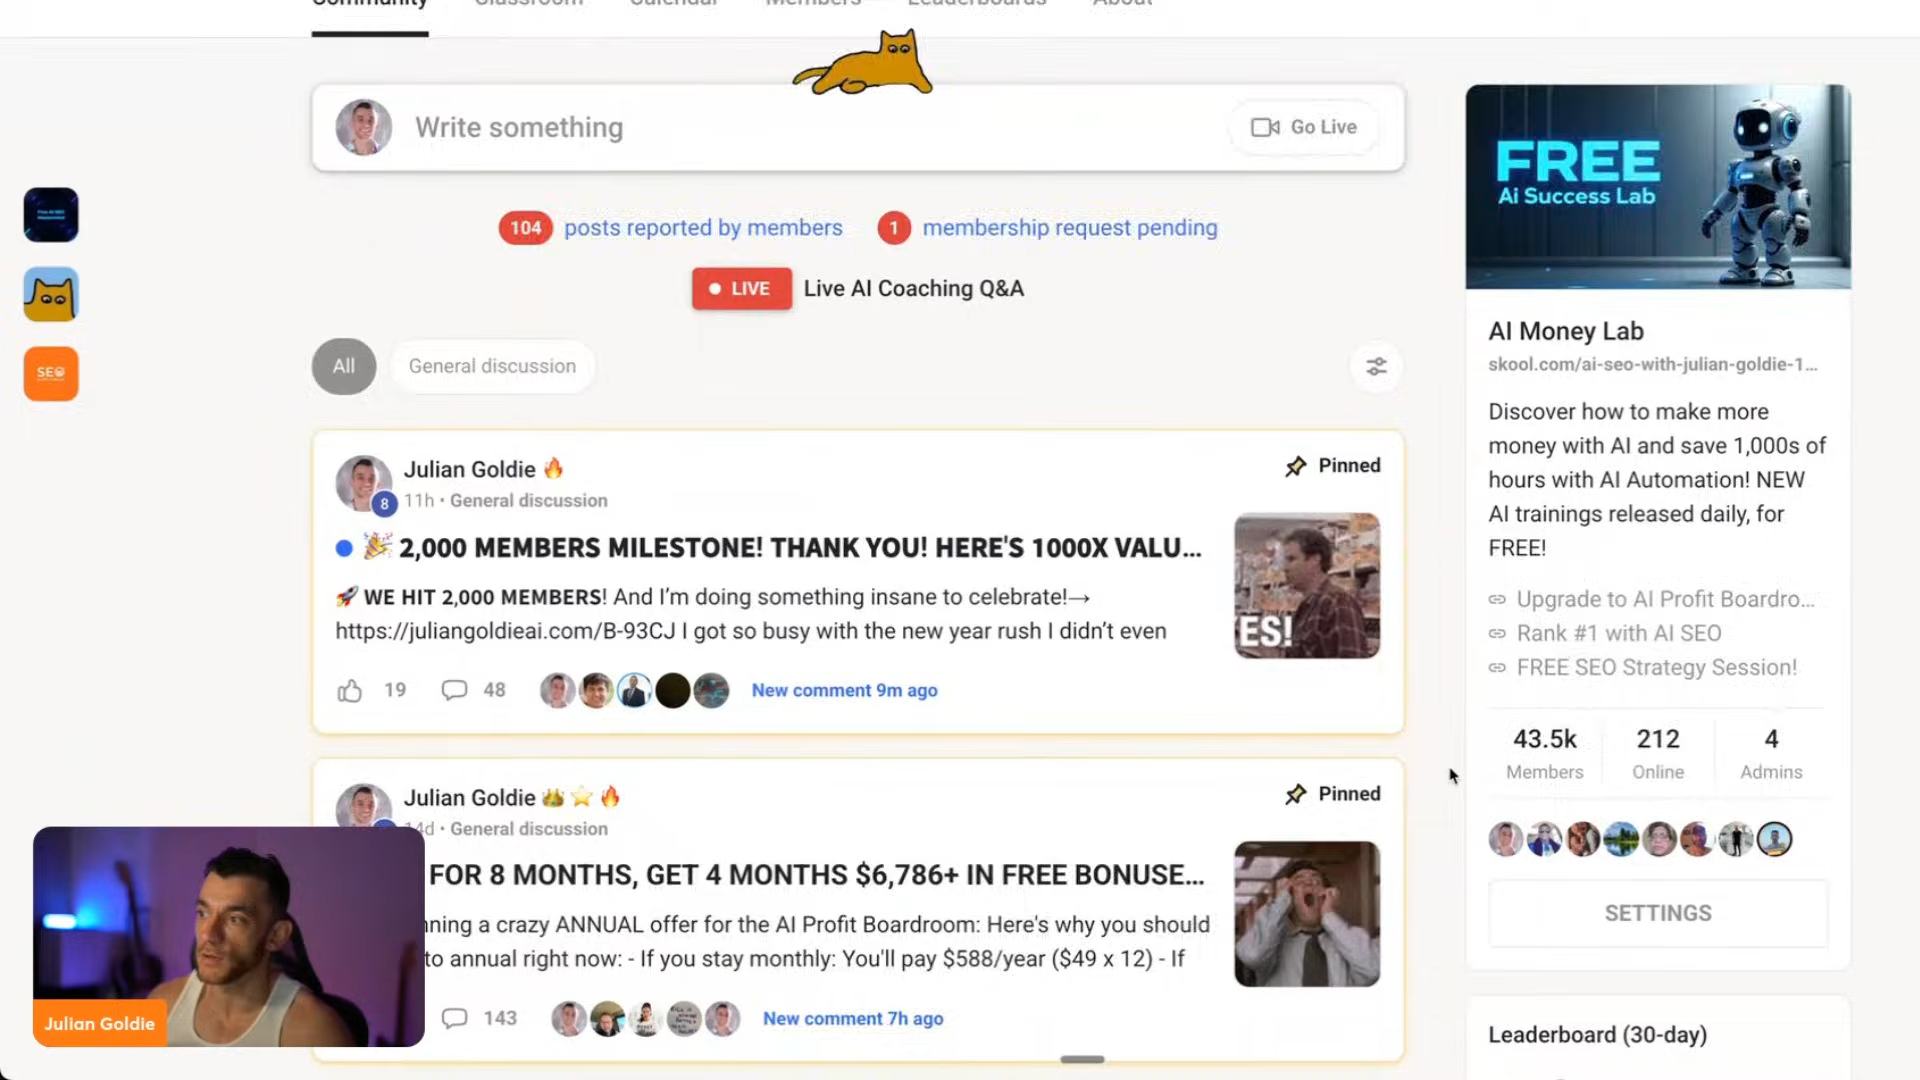 Community Classroom Calendar Members Leaderboards About
Write something
Go Live
104 posts reported by members 1 membership request pending
LIVE Live AI Coaching Q&A
All General discussion
Julian Goldie 🔥
Pinned
8
11h • General discussion
🎉 2,000 MEMBERS MILESTONE! THANK YOU! HERE'S 1000X VALU...
🚀 WE HIT 2,000 MEMBERS! And I'm doing something insane to celebrate!→
https://juliangoldieai.com/B-93CJ I got so busy with the new year rush I didn't even
ES!
19 48 New comment 9m ago
Julian Goldie 👑⭐🔥
Pinned
14d • General discussion
FOR 8 MONTHS, GET 4 MONTHS $6,786+ IN FREE BONUSE...
a crazy ANNUAL offer for the AI Profit Boardroom: Here's why you should
to annual right now: - If you stay monthly: You'll pay $588/year ($49 x 12) - If
143 New comment 7h ago
Julian Goldie
SEO
FREE
Ai Success Lab
AI Money Lab
skool.com/ai-seo-with-julian-goldie-1...
Discover how to make more
money with AI and save 1,000s of
hours with AI Automation! NEW
AI trainings released daily, for
FREE!
Upgrade to AI Profit Boardro...
Rank #1 with AI SEO
FREE SEO Strategy Session!
43.5k 212 4
Members Online Admins
SETTINGS
Leaderboard (30-day)